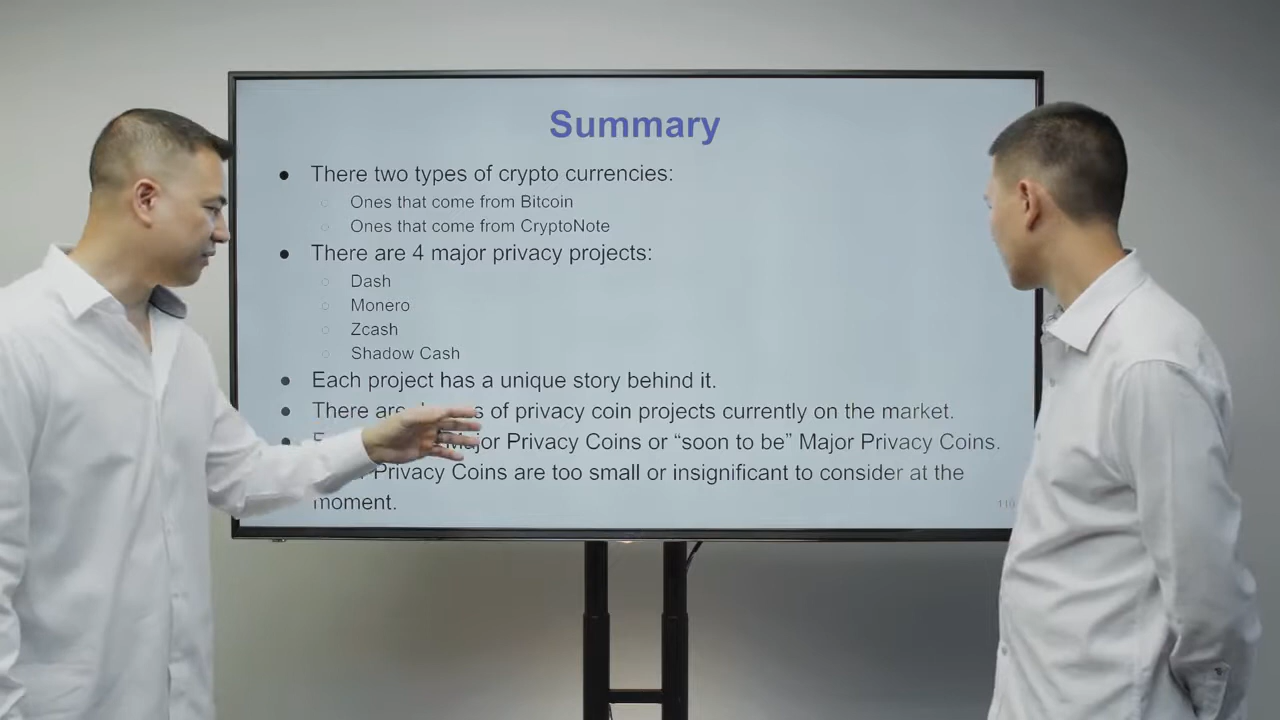 Summary
● There two types of crypto currencies:
○ Ones that come from Bitcoin
○ Ones that come from CryptoNote
● There are 4 major privacy projects:
○ Dash
○ Monero
○ Zcash
○ Shadow Cash
● Each project has a unique story behind it.
● There are of privacy coin projects currently on the market.
● Major Privacy Coins or “soon to be” Major Privacy Coins.
Privacy Coins are too small or insignificant to consider at the
moment.